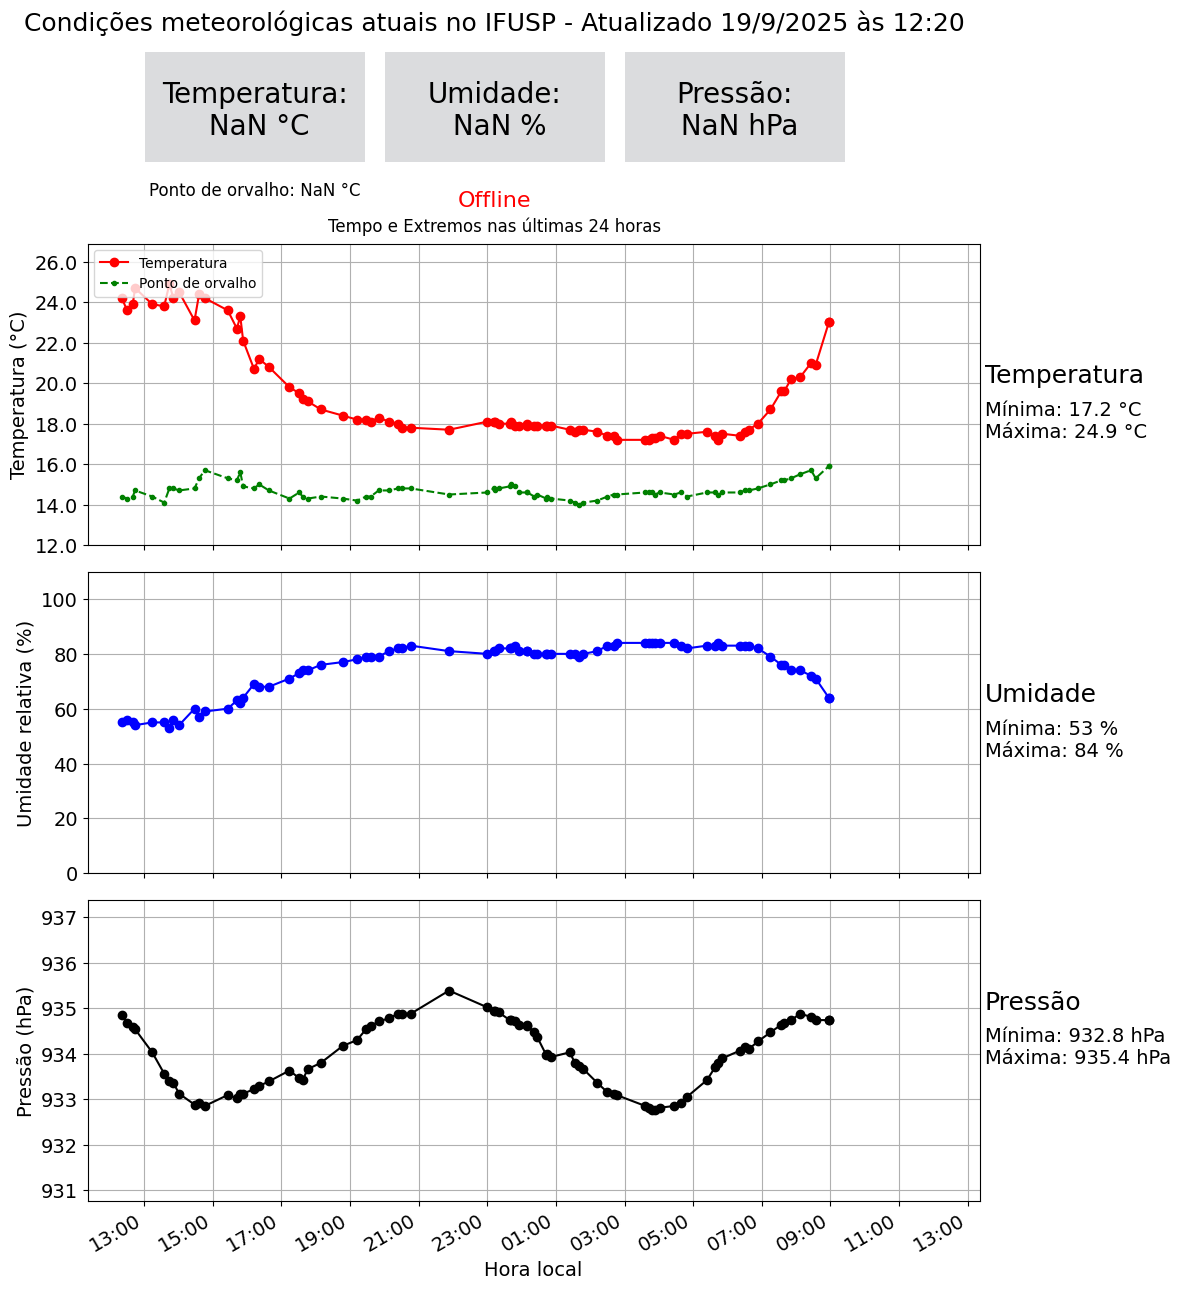 Condições meteorológicas atuais no IFUSP - Atualizado 19/9/2025 às 12:20
Temperatura:
NaN °C
Umidade:
NaN %
Pressão:
NaN hPa
Ponto de orvalho: NaN °C
Offline
Tempo e Extremos nas últimas 24 horas
Temperatura
Ponto de orvalho
26.0
24.0
22.0
20.0
18.0
16.0
14.0
12.0
Temperatura (°C)
Temperatura
Mínima: 17.2 °C
Máxima: 24.9 °C
100
80
60
40
20
0
Umidade relativa (%)
Umidade
Mínima: 53 %
Máxima: 84 %
937
936
935
934
933
932
931
Pressão (hPa)
Pressão
Mínima: 932.8 hPa
Máxima: 935.4 hPa
13:00 15:00 17:00 19:00 21:00 23:00 01:00 03:00 05:00 07:00 09:00 11:00 13:00
Hora local